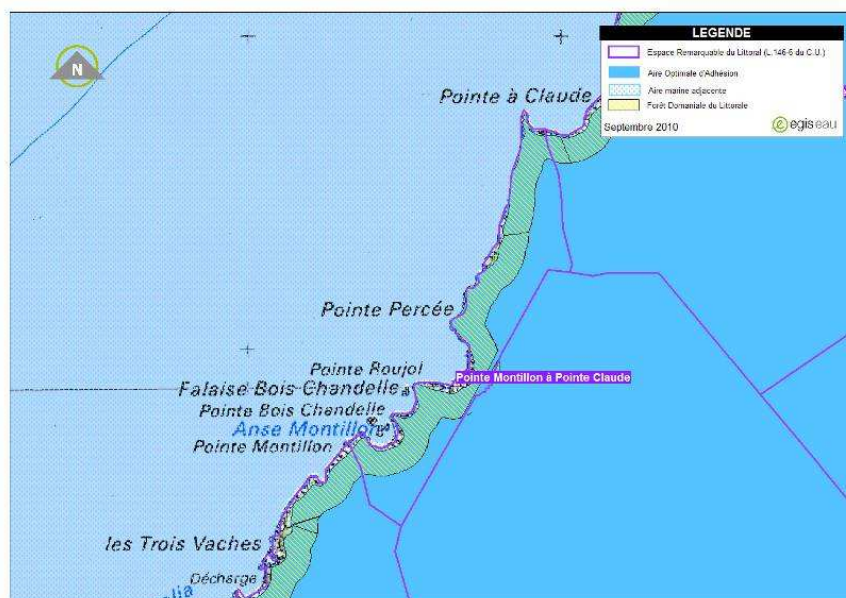 LEGENDE
Espace Remarquable du Littoral (L.146-6 du C.U.)
Aire Optimale d'Adhésion
Aire marine adjacente
Forêt Domaniale du Littorale
Septembre 2010
egis eau
N
Pointe à Claude
Pointe Percée
Pointe Roujol
Pointe Montillon à Pointe Claude
Falaise Bois Chandelle
Pointe Bois Chandelle
Anse Montillon
Pointe Montillon
les Trois Vaches
Décharge